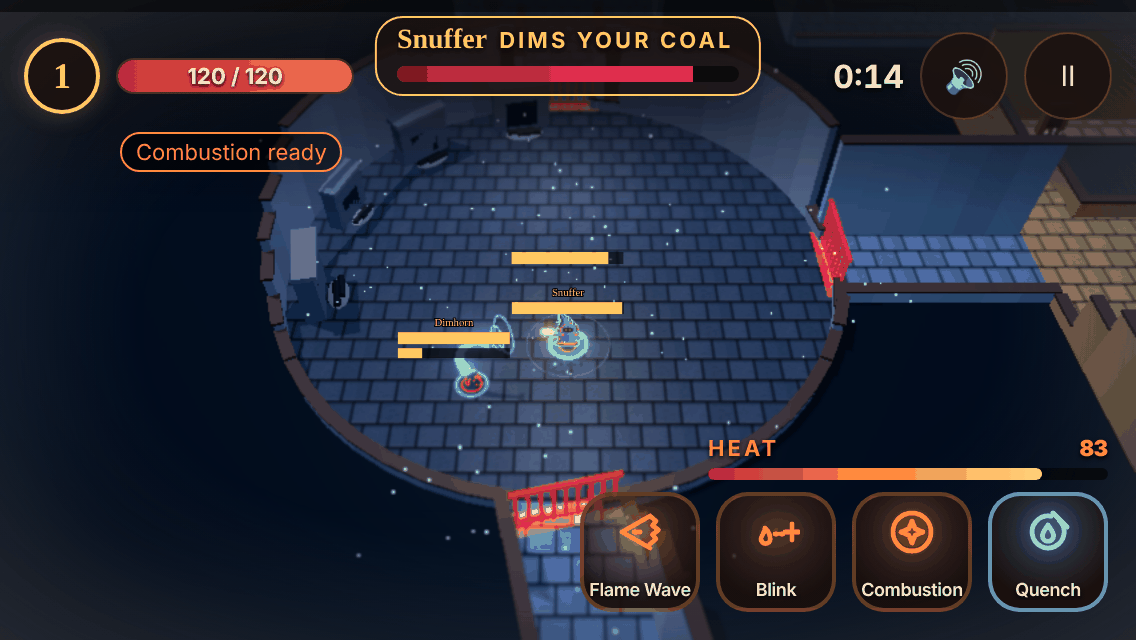 1
120 / 120
Snuffer DIMS YOUR COAL
0:14
Combustion ready
Snuffer
Dimhorn
HEAT 83
Flame Wave
Blink
Combustion
Quench